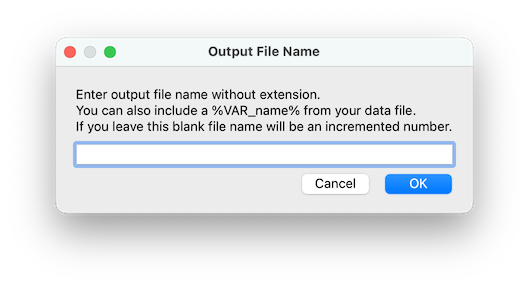 Output File Name
Enter output file name without extension.
You can also include a %VAR_name% from your data file.
If you leave this blank file name will be an incremented number.
Cancel
OK